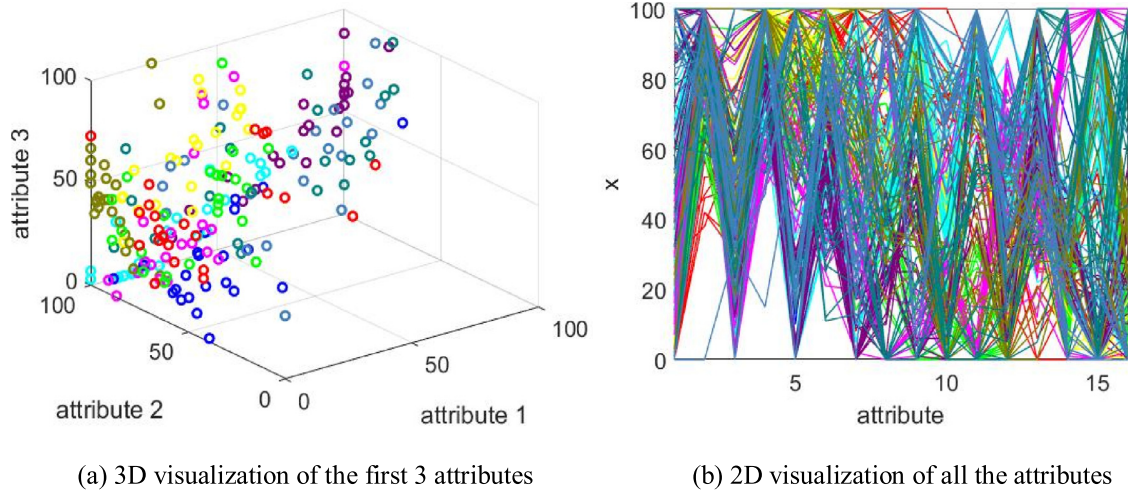 100
50
0
attribute 3
100
50
0
attribute 2
0
50
100
attribute 1
100
80
60
40
20
0
x
5
10
15
attribute
(a) 3D visualization of the first 3 attributes
(b) 2D visualization of all the attributes